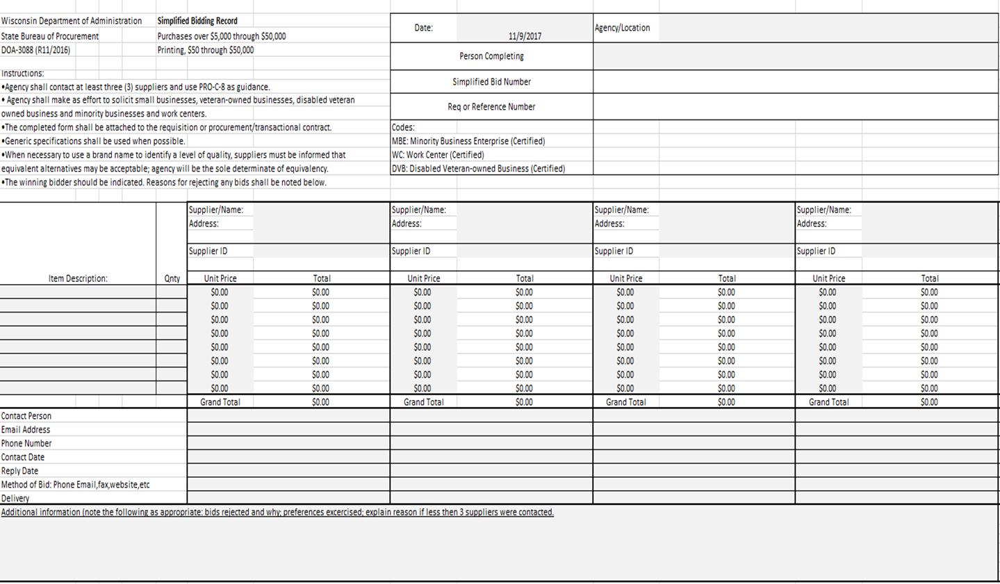 Wisconsin Department of Administration Simplified Bidding Record
State Bureau of Procurement Purchases over $5,000 through $50,000
DOA-3088 (R11/2016) Printing, $50 through $50,000
Instructions:
•Agency shall contact at least three (3) suppliers and use PRO-C-8 as guidance.
• Agency shall make as effort to solicit small businesses, veteran-owned businesses, disabled veteran
owned business and minority businesses and work centers.
•The completed form shall be attached to the requisition or procurement/transactional contract.
•Generic specifications shall be used when possible.
•When necessary to use a brand name to identify a level of quality, suppliers must be informed that
equivalent alternatives may be acceptable; agency will be the sole determinate of equivalency.
•The winning bidder should be indicated. Reasons for rejecting any bids shall be noted below.
Date: 11/9/2017 Agency/Location
Person Completing
Simplified Bid Number
Req or Reference Number
Codes:
MBE: Minority Business Enterprise (Certified)
WC: Work Center (Certified)
DVB: Disabled Veteran-owned Business (Certified)
Supplier/Name: Supplier/Name: Supplier/Name: Supplier/Name:
Address: Address: Address: Address:
Supplier ID Supplier ID Supplier ID Supplier ID
Item Description: Qnty Unit Price Total Unit Price Total Unit Price Total Unit Price Total
$0.00 $0.00 $0.00 $0.00 $0.00 $0.00 $0.00 $0.00
$0.00 $0.00 $0.00 $0.00 $0.00 $0.00 $0.00 $0.00
$0.00 $0.00 $0.00 $0.00 $0.00 $0.00 $0.00 $0.00
$0.00 $0.00 $0.00 $0.00 $0.00 $0.00 $0.00 $0.00
$0.00 $0.00 $0.00 $0.00 $0.00 $0.00 $0.00 $0.00
$0.00 $0.00 $0.00 $0.00 $0.00 $0.00 $0.00 $0.00
$0.00 $0.00 $0.00 $0.00 $0.00 $0.00 $0.00 $0.00
$0.00 $0.00 $0.00 $0.00 $0.00 $0.00 $0.00 $0.00
Grand Total $0.00 Grand Total $0.00 Grand Total $0.00 Grand Total $0.00
Contact Person
Email Address
Phone Number
Contact Date
Reply Date
Method of Bid: Phone Email,fax,website,etc
Delivery
Additional information (note the following as appropriate: bids rejected and why; preferences excercised; explain reason if less then 3 suppliers were contacted.